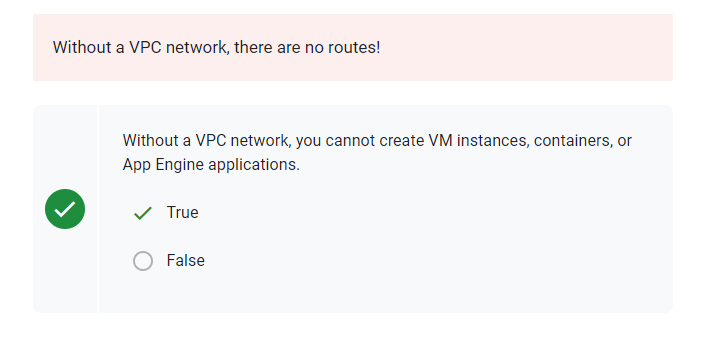 Without a VPC network, there are no routes!
Without a VPC network, you cannot create VM instances, containers, or
App Engine applications.
True
False